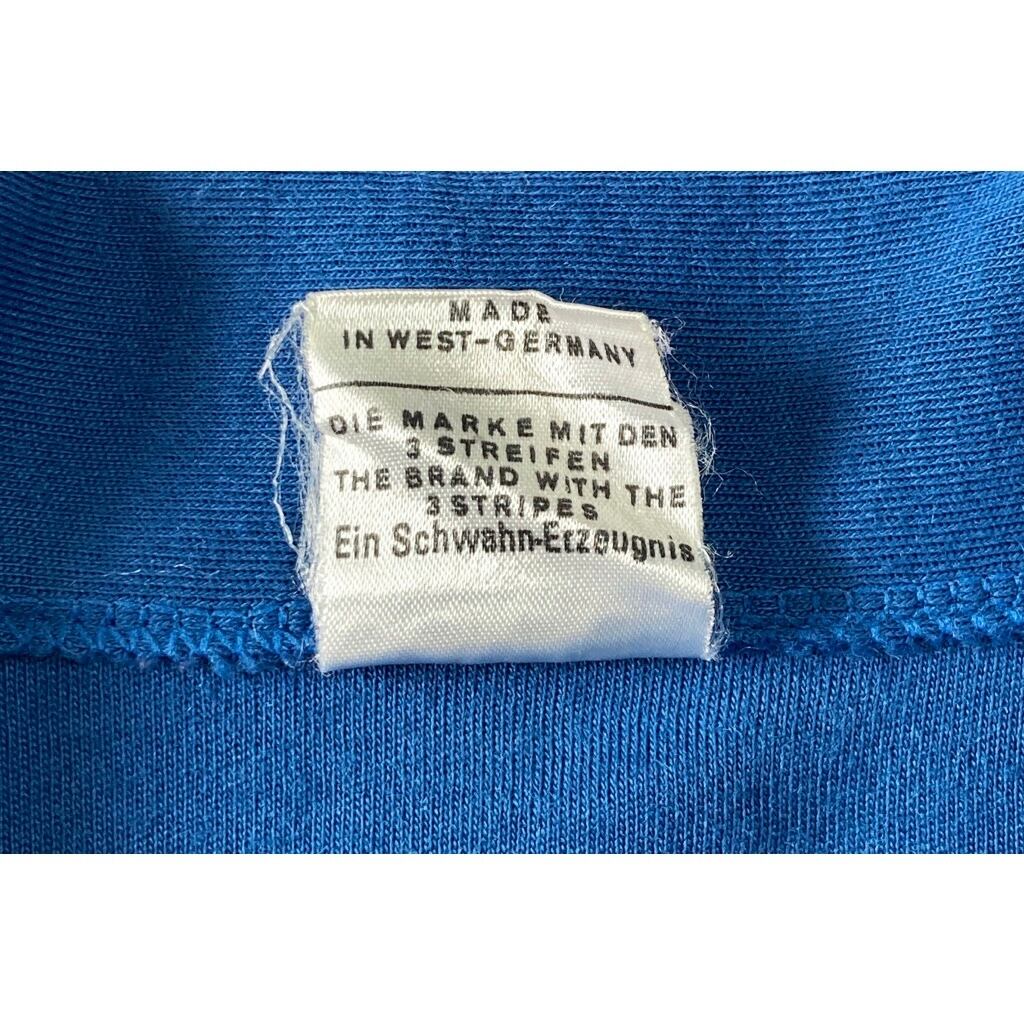 MADE
IN WEST-GERMANY
DIE MARKE MIT DEN
3 STREIFEN
THE BRAND WITH THE
3 STRIPES
Ein Schwahn-Erzeugnis